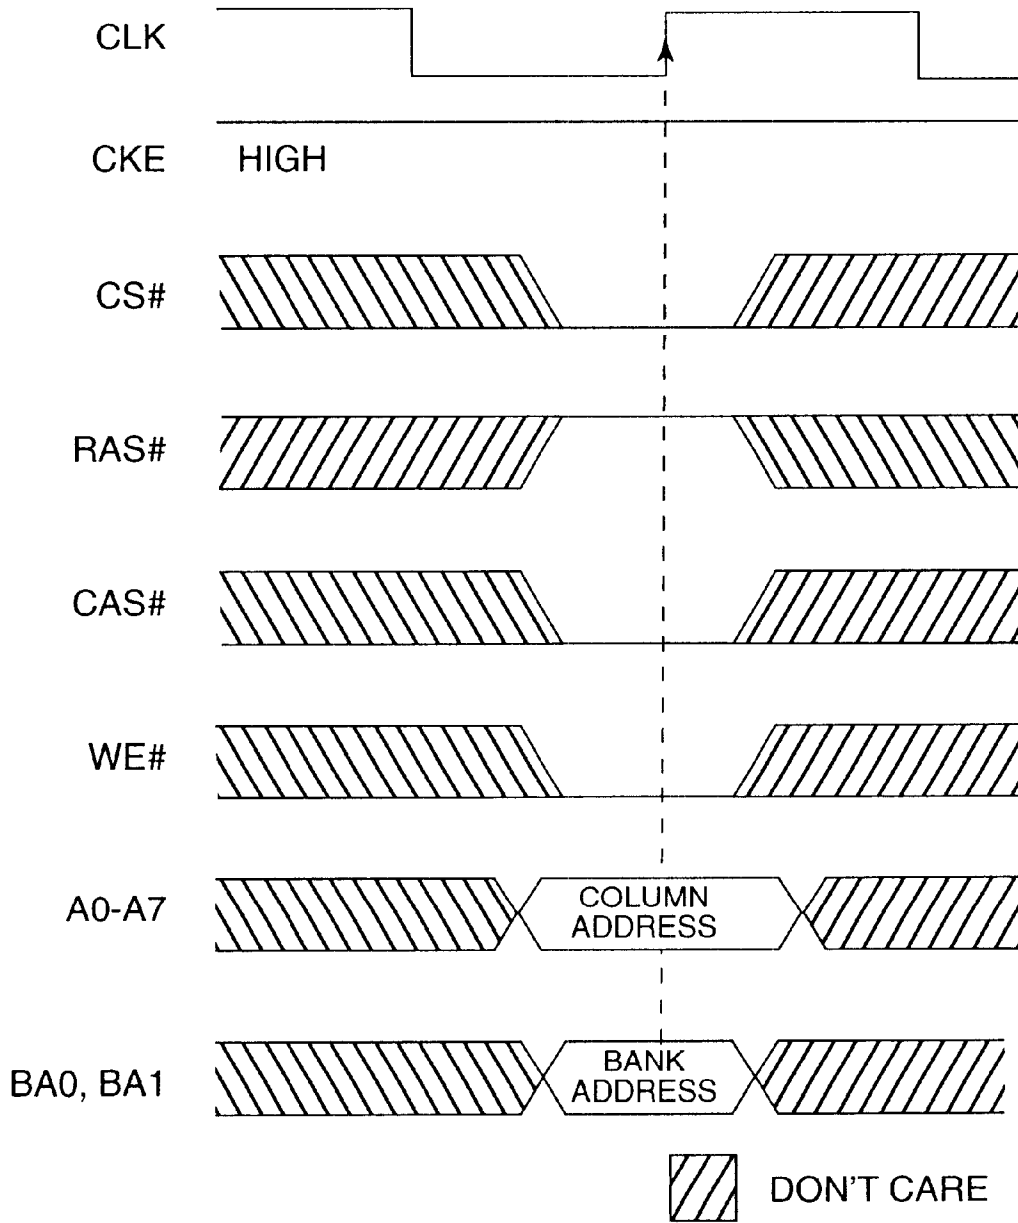 CLK
CKE HIGH
CS#
RAS#
CAS#
WE#
A0-A7 COLUMN
ADDRESS
BA0, BA1 BANK
ADDRESS
DON'T CARE